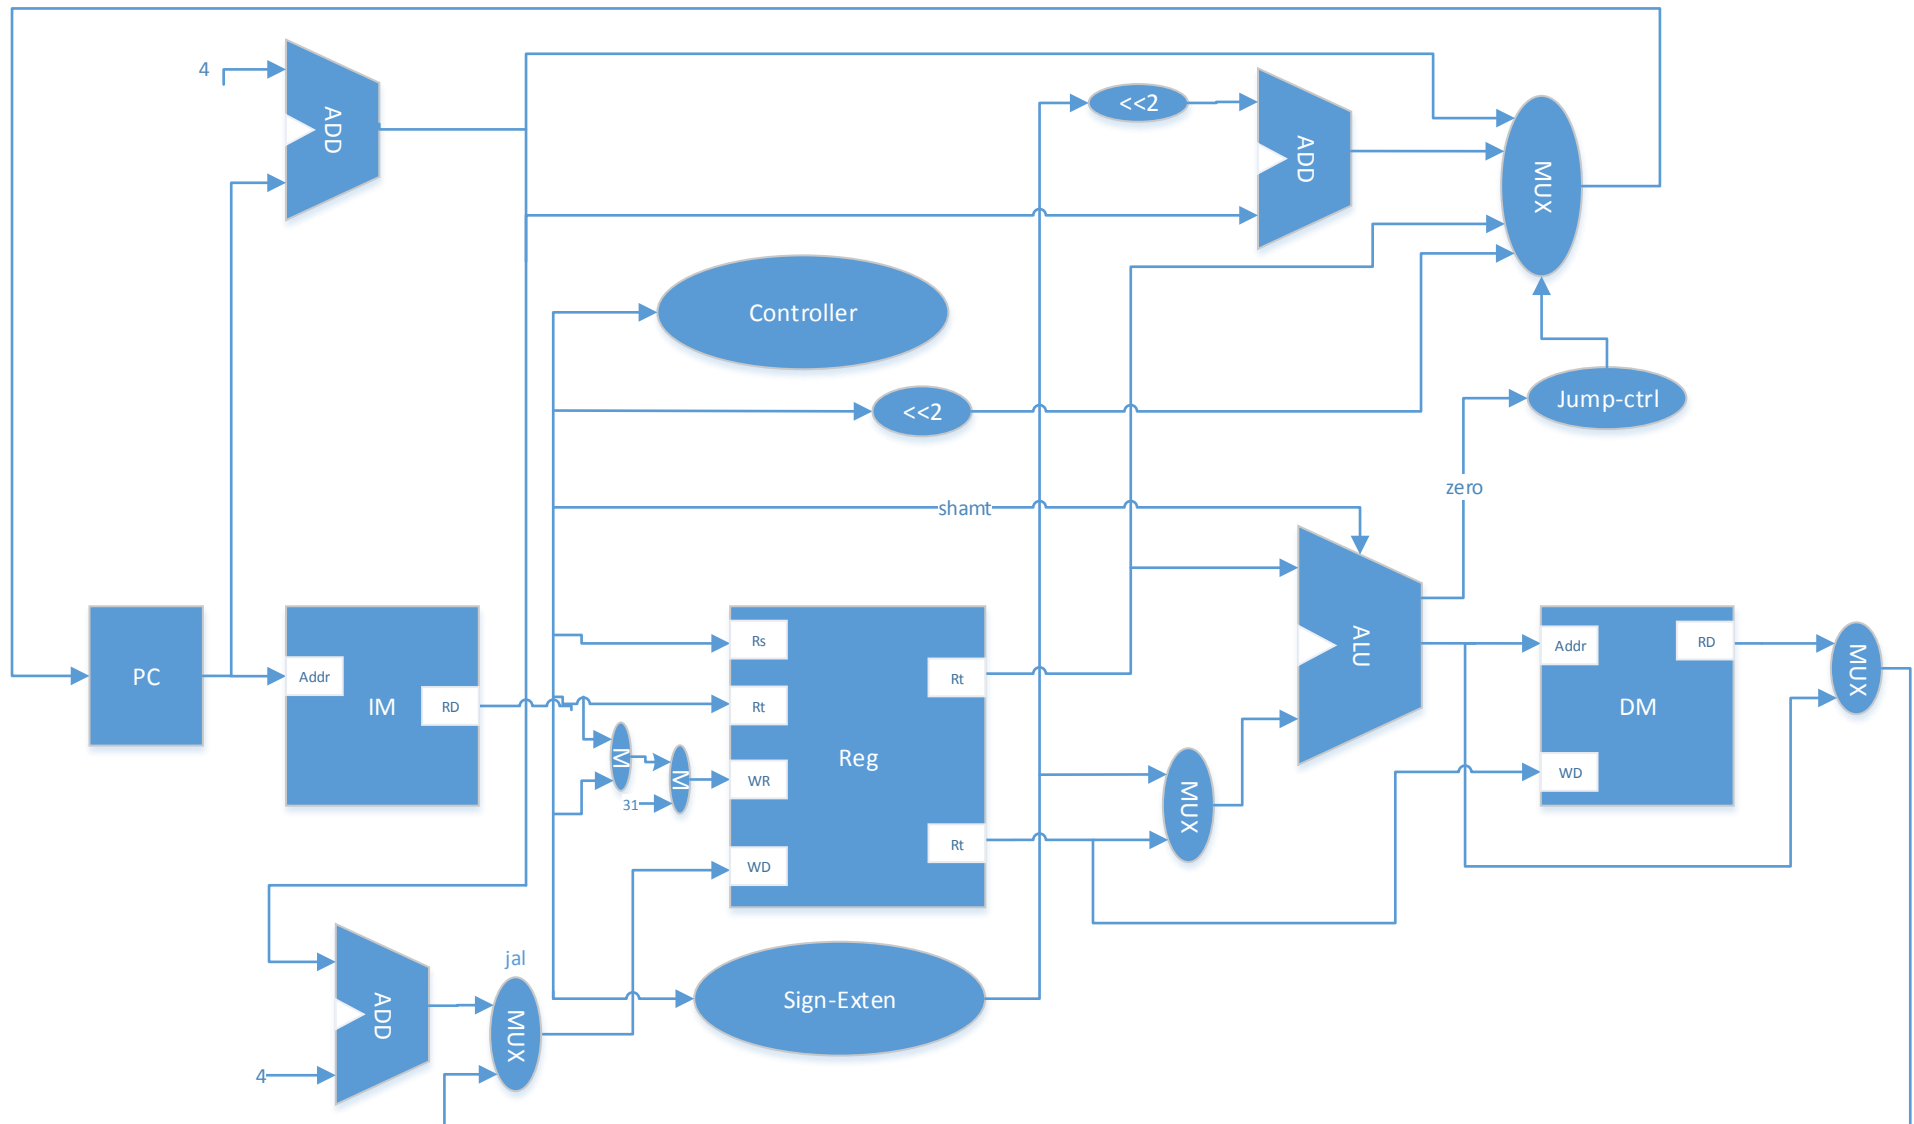 4
ADD
<<2
ADD
MUX
Controller
<<2
Jump-ctrl
shamt
zero
PC
Addr
IM
RD
Rs
Rt
Rt
M
M
31
WR
Reg
WD
Rt
MUX
ALU
Addr
RD
DM
WD
MUX
jal
ADD
MUX
4
Sign-Exten